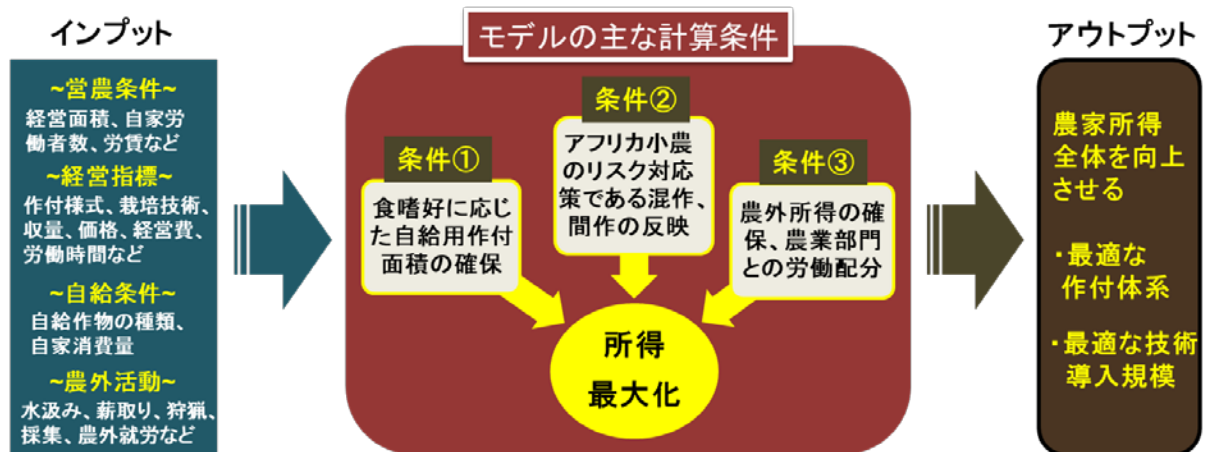 インプット
~営農条件~
経営面積、自家労
働者数、労賃など
~経営指標~
作付様式、栽培技術、
収量、価格、経営費、
労働時間など
~自給条件~
自給作物の種類、
自家消費量
~農外活動~
水汲み、薪取り、狩猟、
採集、農外就労など
モデルの主な計算条件
条件①
食嗜好に応じ
た自給用作付
面積の確保
条件②
アフリカ小農
のリスク対応
策である混作、
間作の反映
条件③
農外所得の確
保、農業部門
との労働配分
所得
最大化
アウトプット
農家所得
全体を向上
させる
・最適な
作付体系
・最適な技術
導入規模